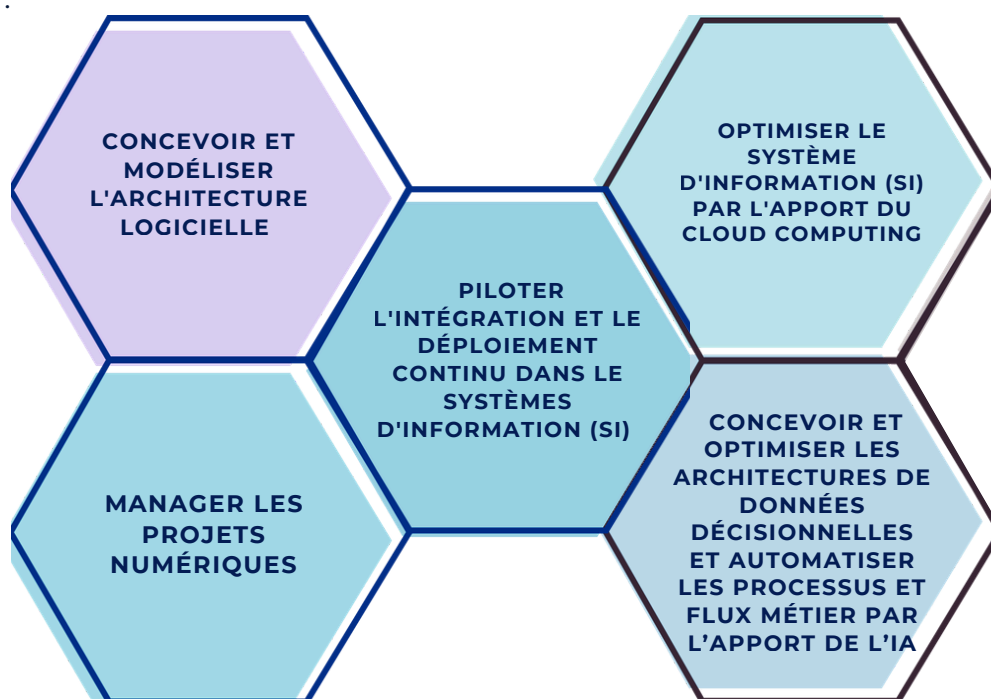 .
CONCEVOIR ET
MODÉLISER
L'ARCHITECTURE
LOGICIELLE
OPTIMISER LE
SYSTÈME
D'INFORMATION (SI)
PAR L'APPORT DU
CLOUD COMPUTING
PILOTER
L'INTÉGRATION ET LE
DÉPLOIEMENT
CONTINU DANS LE
SYSTÈMES
D'INFORMATION (SI)
MANAGER LES
PROJETS
NUMÉRIQUES
CONCEVOIR ET
OPTIMISER LES
ARCHITECTURES DE
DONNÉES
DÉCISIONNELLES
ET AUTOMATISER
LES PROCESSUS ET
FLUX MÉTIER PAR
L’APPORT DE L’IA